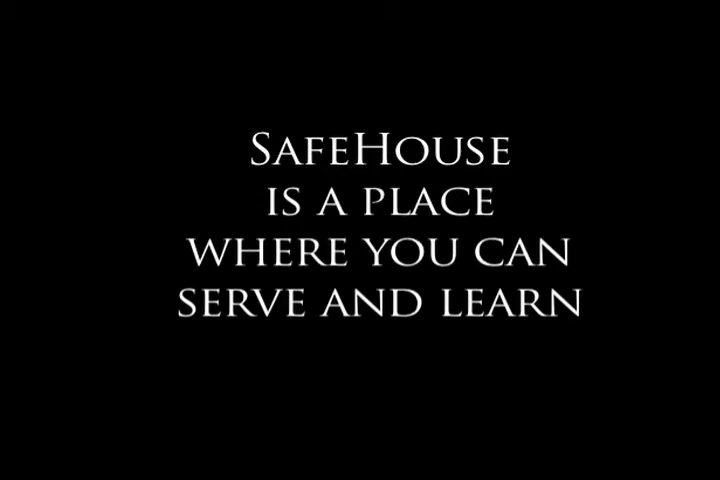 SAFEHOUSE
IS A PLACE
WHERE YOU CAN
SERVE AND LEARN